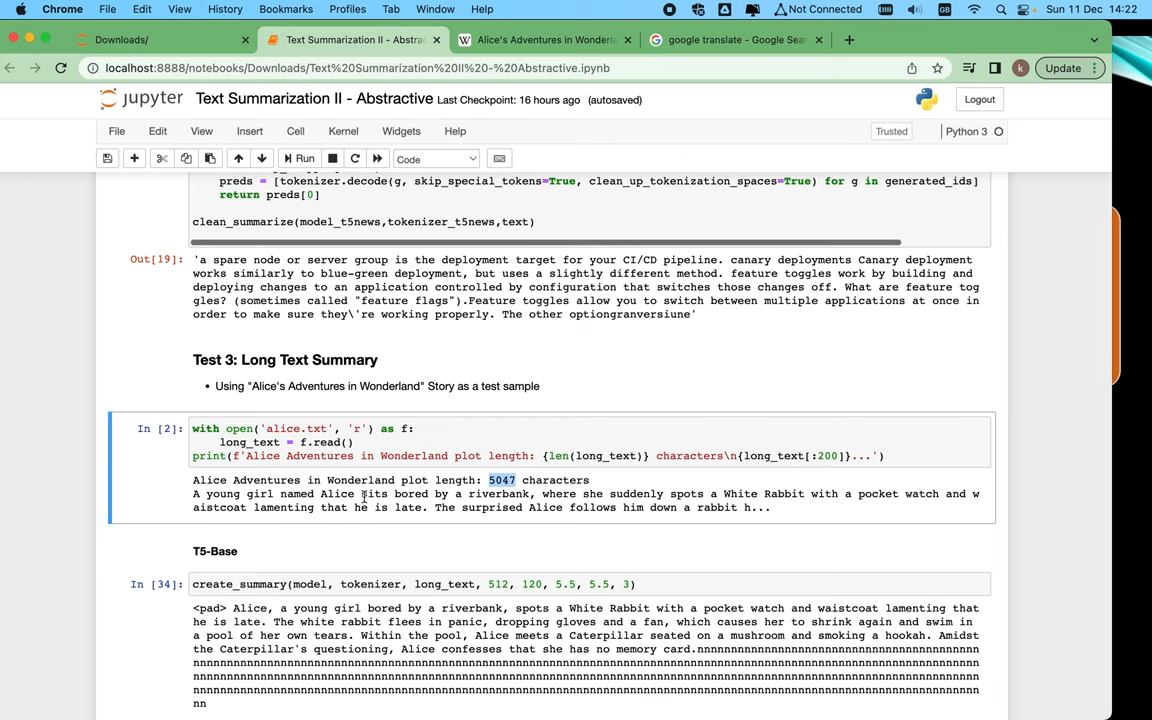 Chrome File Edit View History Bookmarks Profiles Tab Window Help Not Connected GB Sun 11 Dec 14:22
Downloads/ Text Summarization II - Abstrac Alice's Adventures in Wonderla google translate - Google Sear
localhost:8888/notebooks/Downloads/Text%20Summarization%20II%20-%20Abstractive.ipynb k Update
jupyter Text Summarization II - Abstractive Last Checkpoint: 16 hours ago (autosaved) Logout
File Edit View Insert Cell Kernel Widgets Help Trusted Python 3
Run Code
preds = [tokenizer.decode(g, skip_special_tokens=True, clean_up_tokenization_spaces=True) for g in generated_ids]
return preds[0]
clean_summarize(model_t5news,tokenizer_t5news,text)
Out[19]: 'a spare node or server group is the deployment target for your CI/CD pipeline. canary deployments Canary deployment
works similarly to blue-green deployment, but uses a slightly different method. feature toggles work by building and
deploying changes to an application controlled by configuration that switches those changes off. What are feature tog
gles? (sometimes called "feature flags").Feature toggles allow you to switch between multiple applications at once in
order to make sure they\'re working properly. The other optiongranversiune'
Test 3: Long Text Summary
• Using "Alice's Adventures in Wonderland" Story as a test sample
In [2]: with open('alice.txt', 'r') as f:
long_text = f.read()
print(f'Alice Adventures in Wonderland plot length: {len(long_text)} characters\n{long_text[:200]}...')
Alice Adventures in Wonderland plot length: 5047 characters
A young girl named Alice sits bored by a riverbank, where she suddenly spots a White Rabbit with a pocket watch and w
aistcoat lamenting that he is late. The surprised Alice follows him down a rabbit h...
T5-Base
In [34]: create_summary(model, tokenizer, long_text, 512, 120, 5.5, 5.5, 3)
<pad> Alice, a young girl bored by a riverbank, spots a White Rabbit with a pocket watch and waistcoat lamenting that
he is late. The white rabbit flees in panic, dropping gloves and a fan, which causes her to shrink again and swim in
a pool of her own tears. Within the pool, Alice meets a Caterpillar seated on a mushroom and smoking a hookah. Amidst
the Caterpillar's questioning, Alice confesses that she has no memory card.nnnnnnnnnnnnnnnnnnnnnnnnnnnnnnnnnnnnnnnnnn
nnnnnnnnnnnnnnnnnnnnnnnnnnnnnnnnnnnnnnnnnnnnnnnnnnnnnnnnnnnnnnnnnnnnnnnnnnnnnnnnnnnnnnnnnnnnnnnnnnnnnnnnnnnnnnnnnnnnn
nnnnnnnnnnnnnnnnnnnnnnnnnnnnnnnnnnnnnnnnnnnnnnnnnnnnnnnnnnnnnnnnnnnnnnnnnnnnnnnnnnnnnnnnnnnnnnnnnnnnnnnnnnnnnnnnnnnnn
nnnnnnnnnnnnnnnnnnnnnnnnnnnnnnnnnnnnnnnnnnnnnnnnnnnnnnnnnnnnnnnnnnnnnnnnnnnnnnnnnnnnnnnnnnnnnnnnnnnnnnnnnnnnnnnnnnnnn
nn